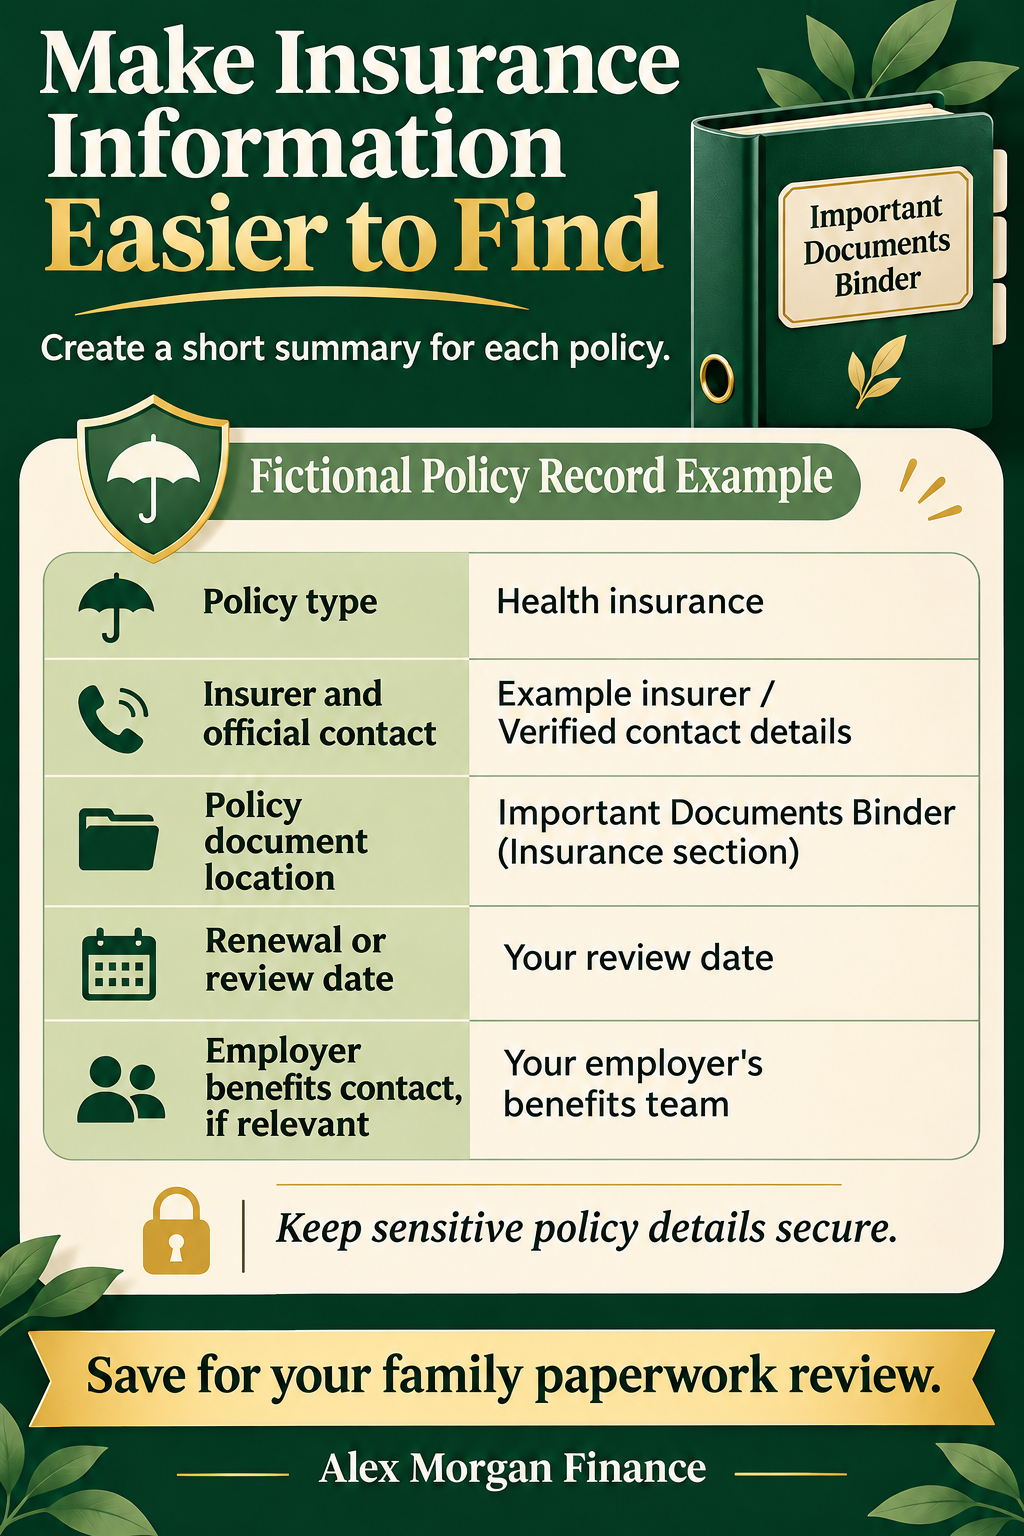 Make Insurance
Information
Easier to Find
Create a short summary for each policy.
Important
Documents
Binder
Fictional Policy Record Example
Policy type
Health insurance
Insurer and
official contact
Example insurer /
Verified contact details
Policy
document
location
Important Documents Binder
(Insurance section)
Renewal or
review date
Your review date
Employer
benefits contact,
if relevant
Your employer's
benefits team
Keep sensitive policy details secure.
Save for your family paperwork review.
Alex Morgan Finance